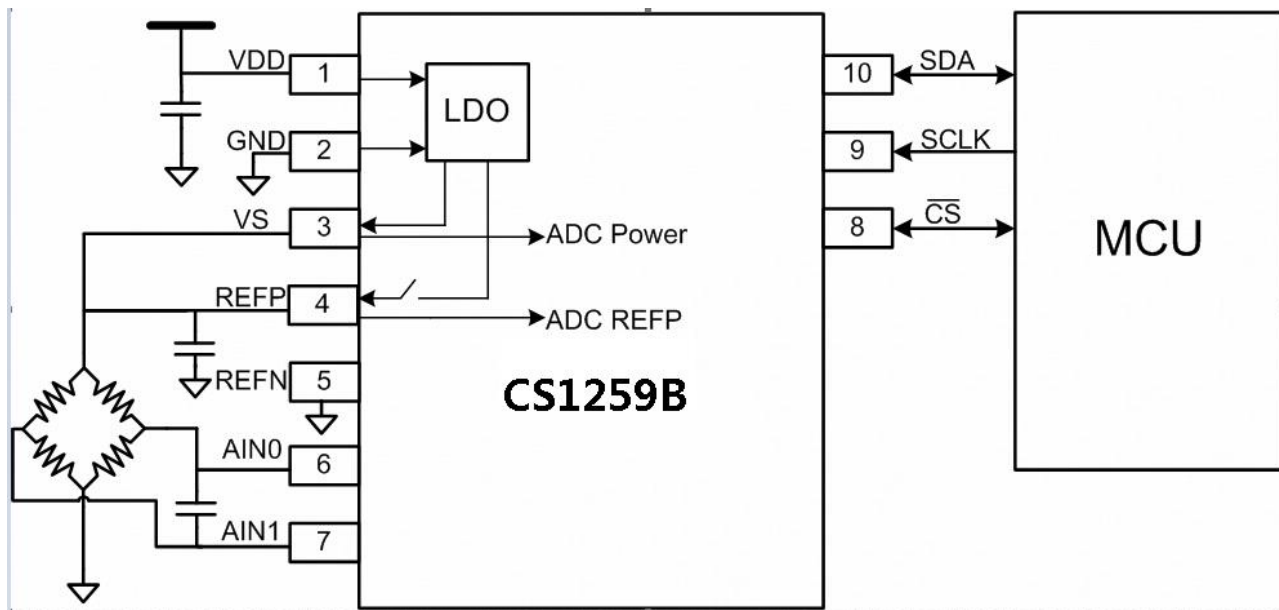 VDD
1
LDO
GND
2
VS
3
ADC Power
REFP
4
ADC REFP
REFN
5
CS1259B
AIN0
6
AIN1
7
10
SDA
9
SCLK
8
CS
MCU